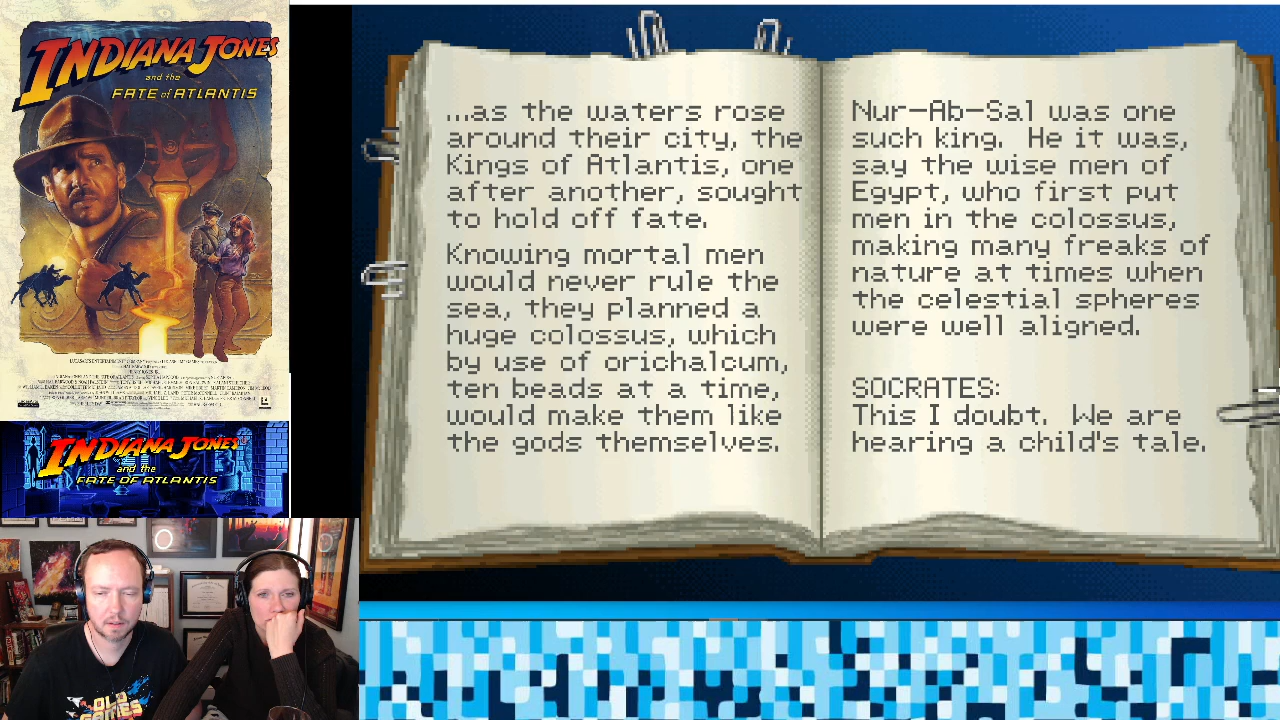 INDIANA JONES
and the
FATE of ATLANTIS
INDIANA JONES
and the
FATE OF ATLANTIS
OLD
GAMES
...as the waters rose
around their city, the
Kings of Atlantis, one
after another, sought
to hold off fate.
Knowing mortal men
would never rule the
sea, they planned a
huge colossus, which
by use of orichalcum,
ten beads at a time,
would make them like
the gods themselves.
Nur-Ab-Sal was one
such king.  He it was,
say the wise men of
Egypt, who first put
men in the colossus,
making many freaks of
nature at times when
the celestial spheres
were well aligned.
SOCRATES:
This I doubt.  We are
hearing a child's tale.